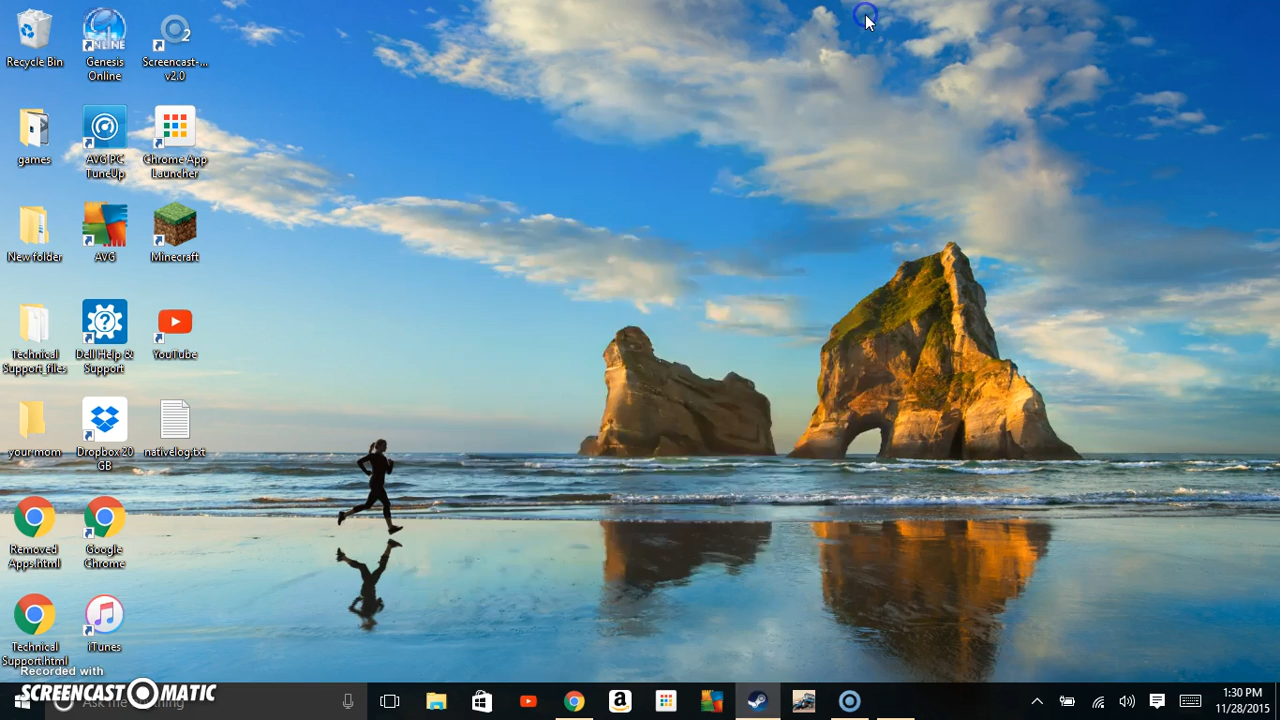 Recycle Bin
Genesis
Online
Screencast-...
v2.0
games
AVG PC
TuneUp
Chrome App
Launcher
New folder
AVG
Minecraft
Technical
Support_files
Dell Help &
Support
YouTube
your mom
Dropbox 20
GB
nativelog.txt
Removed
Apps.html
Google
Chrome
Technical
Support.html
iTunes
Recorded with
SCREENCAST MATIC
Ask me anything
1:30 PM
11/28/2015